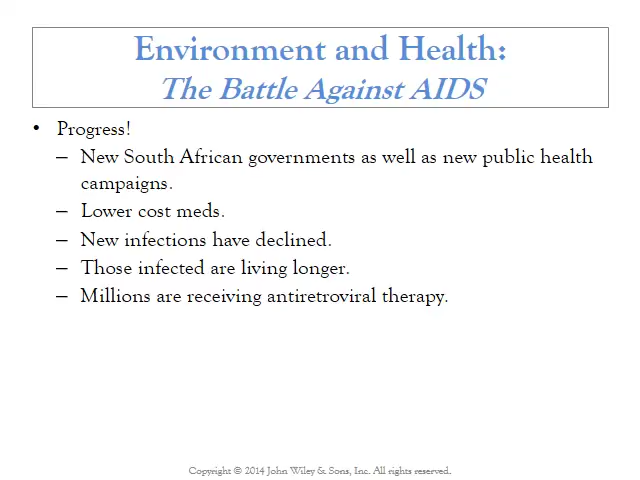 Environment and Health:
The Battle Against AIDS
• Progress!
– New South African governments as well as new public health
campaigns.
– Lower cost meds.
– New infections have declined.
– Those infected are living longer.
– Millions are receiving antiretroviral therapy.
Copyright © 2014 John Wiley & Sons, Inc. All rights reserved.